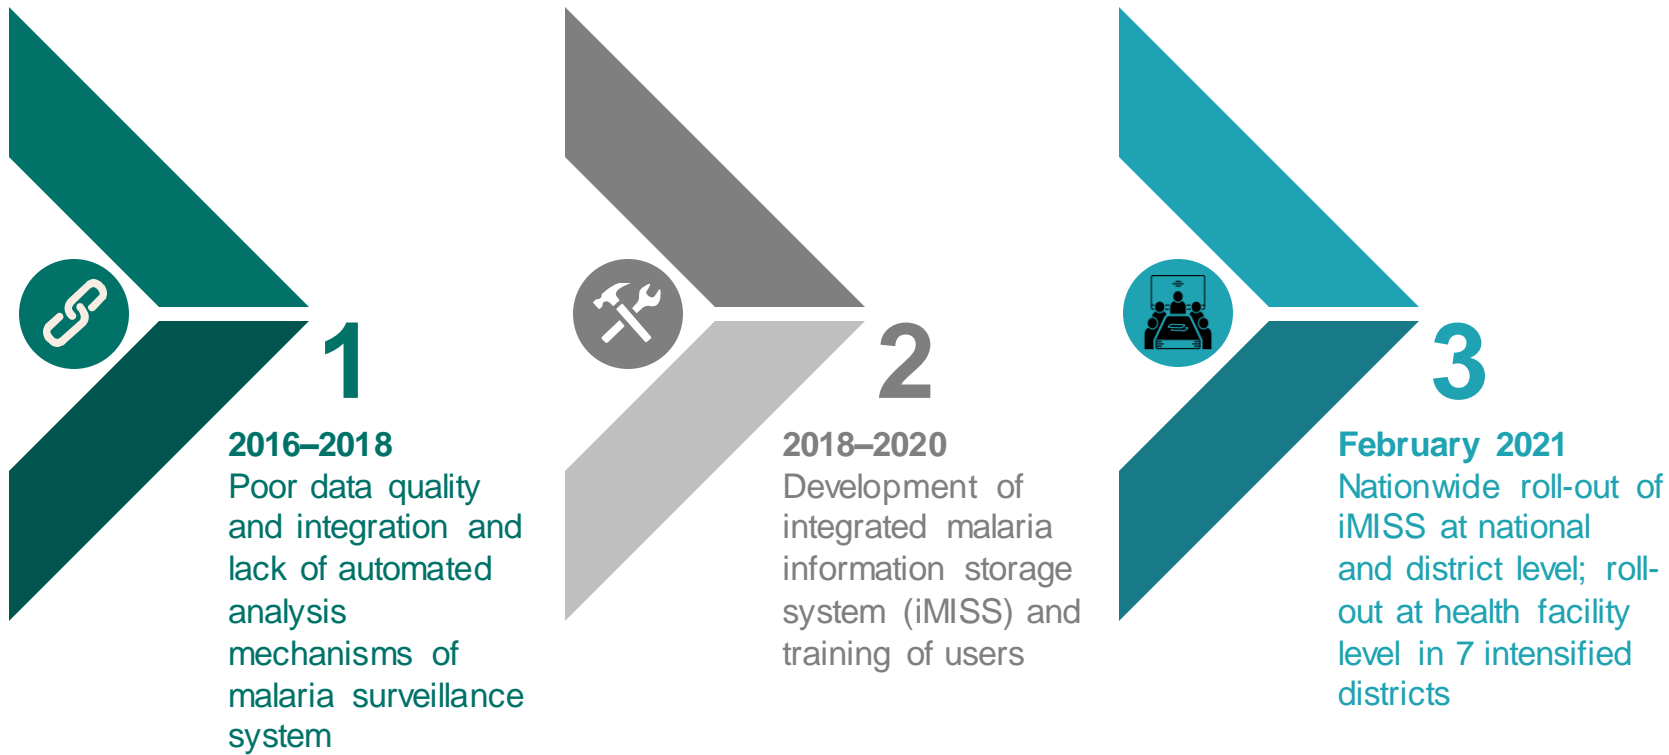 1
2016–2018
Poor data quality
and integration and
lack of automated
analysis
mechanisms of
malaria surveillance
system
2
2018–2020
Development of
integrated malaria
information storage
system (iMISS) and
training of users
3
February 2021
Nationwide roll-out of
iMISS at national
and district level; roll-
out at health facility
level in 7 intensified
districts